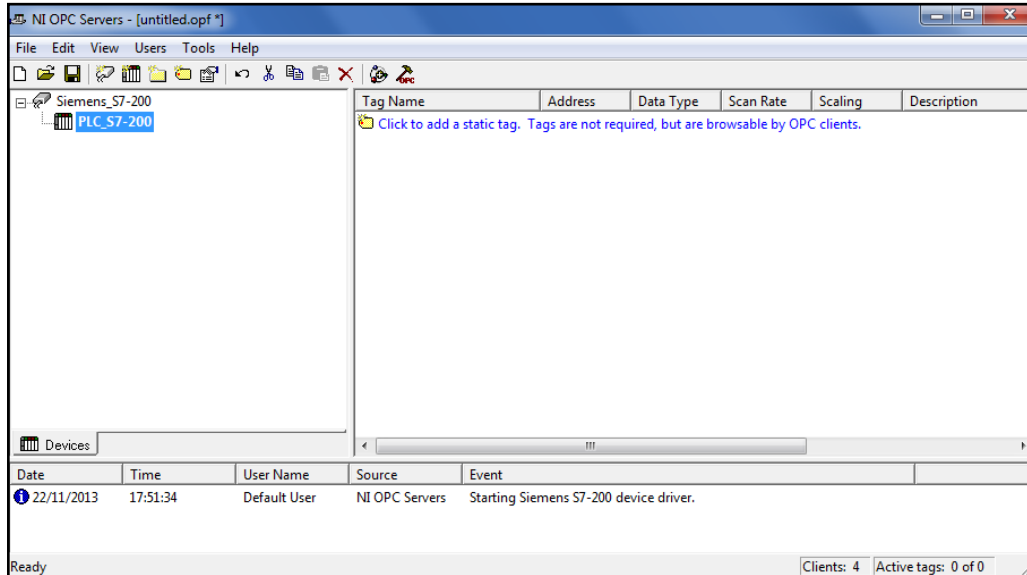 NI OPC Servers - [untitled.opf *]
File Edit View Users Tools Help
Siemens_S7-200
PLC_S7-200
Tag Name Address Data Type Scan Rate Scaling Description
Click to add a static tag. Tags are not required, but are browsable by OPC clients.
Devices
Date Time User Name Source Event
22/11/2013 17:51:34 Default User NI OPC Servers Starting Siemens S7-200 device driver.
Ready Clients: 4 Active tags: 0 of 0